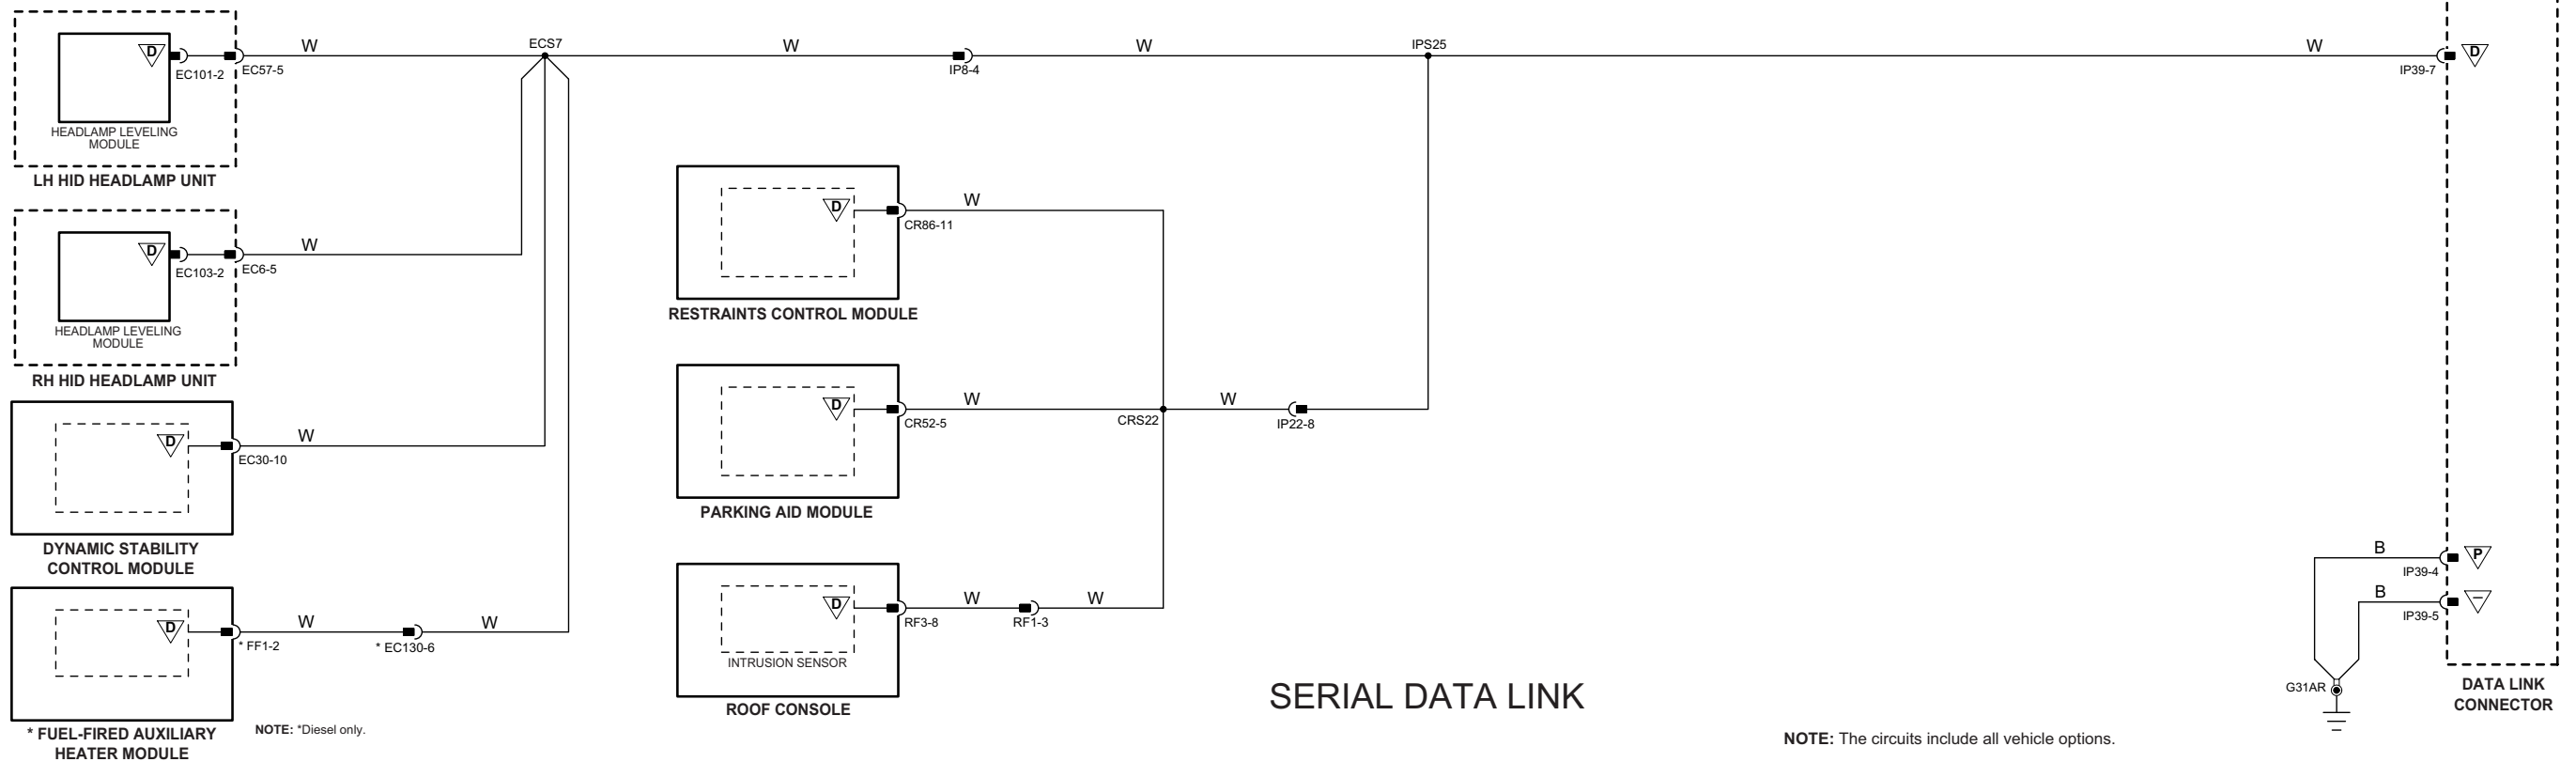 W
ECS7
W
W
IPS25
W
D
EC101-2
EC57-5
IP8-4
IP39-7
D
HEADLAMP LEVELING
MODULE
LH HID HEADLAMP UNIT
D
EC103-2
EC6-5
W
HEADLAMP LEVELING
MODULE
RH HID HEADLAMP UNIT
D
EC30-10
W
DYNAMIC STABILITY
CONTROL MODULE
D
* FF1-2
W
* EC130-6
W
* FUEL-FIRED AUXILIARY
HEATER MODULE
NOTE: *Diesel only.
D
CR86-11
W
RESTRAINTS CONTROL MODULE
D
CR52-5
W
CRS22
W
IP22-8
PARKING AID MODULE
D
RF3-8
W
RF1-3
W
INTRUSION SENSOR
ROOF CONSOLE
SERIAL DATA LINK
B
IP39-4
P
B
IP39-5
–
G31AR
DATA LINK
CONNECTOR
NOTE: The circuits include all vehicle options.